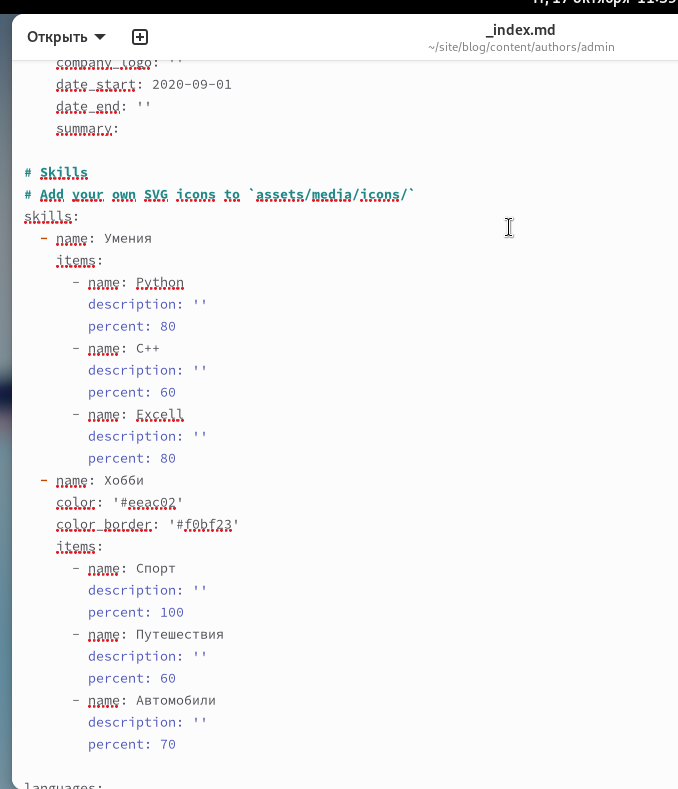 Пт, 17 октября 11:55
Открыть
_index.md
~/site/blog/content/authors/admin
company_logo: ''
date_start: 2020-09-01
date_end: ''
summary:
# Skills
# Add your own SVG icons to `assets/media/icons/`
skills:
- name: Умения
items:
- name: Python
description: ''
percent: 80
- name: C++
description: ''
percent: 60
- name: Excell
description: ''
percent: 80
- name: Хобби
color: '#eeac02'
color_border: '#f0bf23'
items:
- name: Спорт
description: ''
percent: 100
- name: Путешествия
description: ''
percent: 60
- name: Автомобили
description: ''
percent: 70
languages: